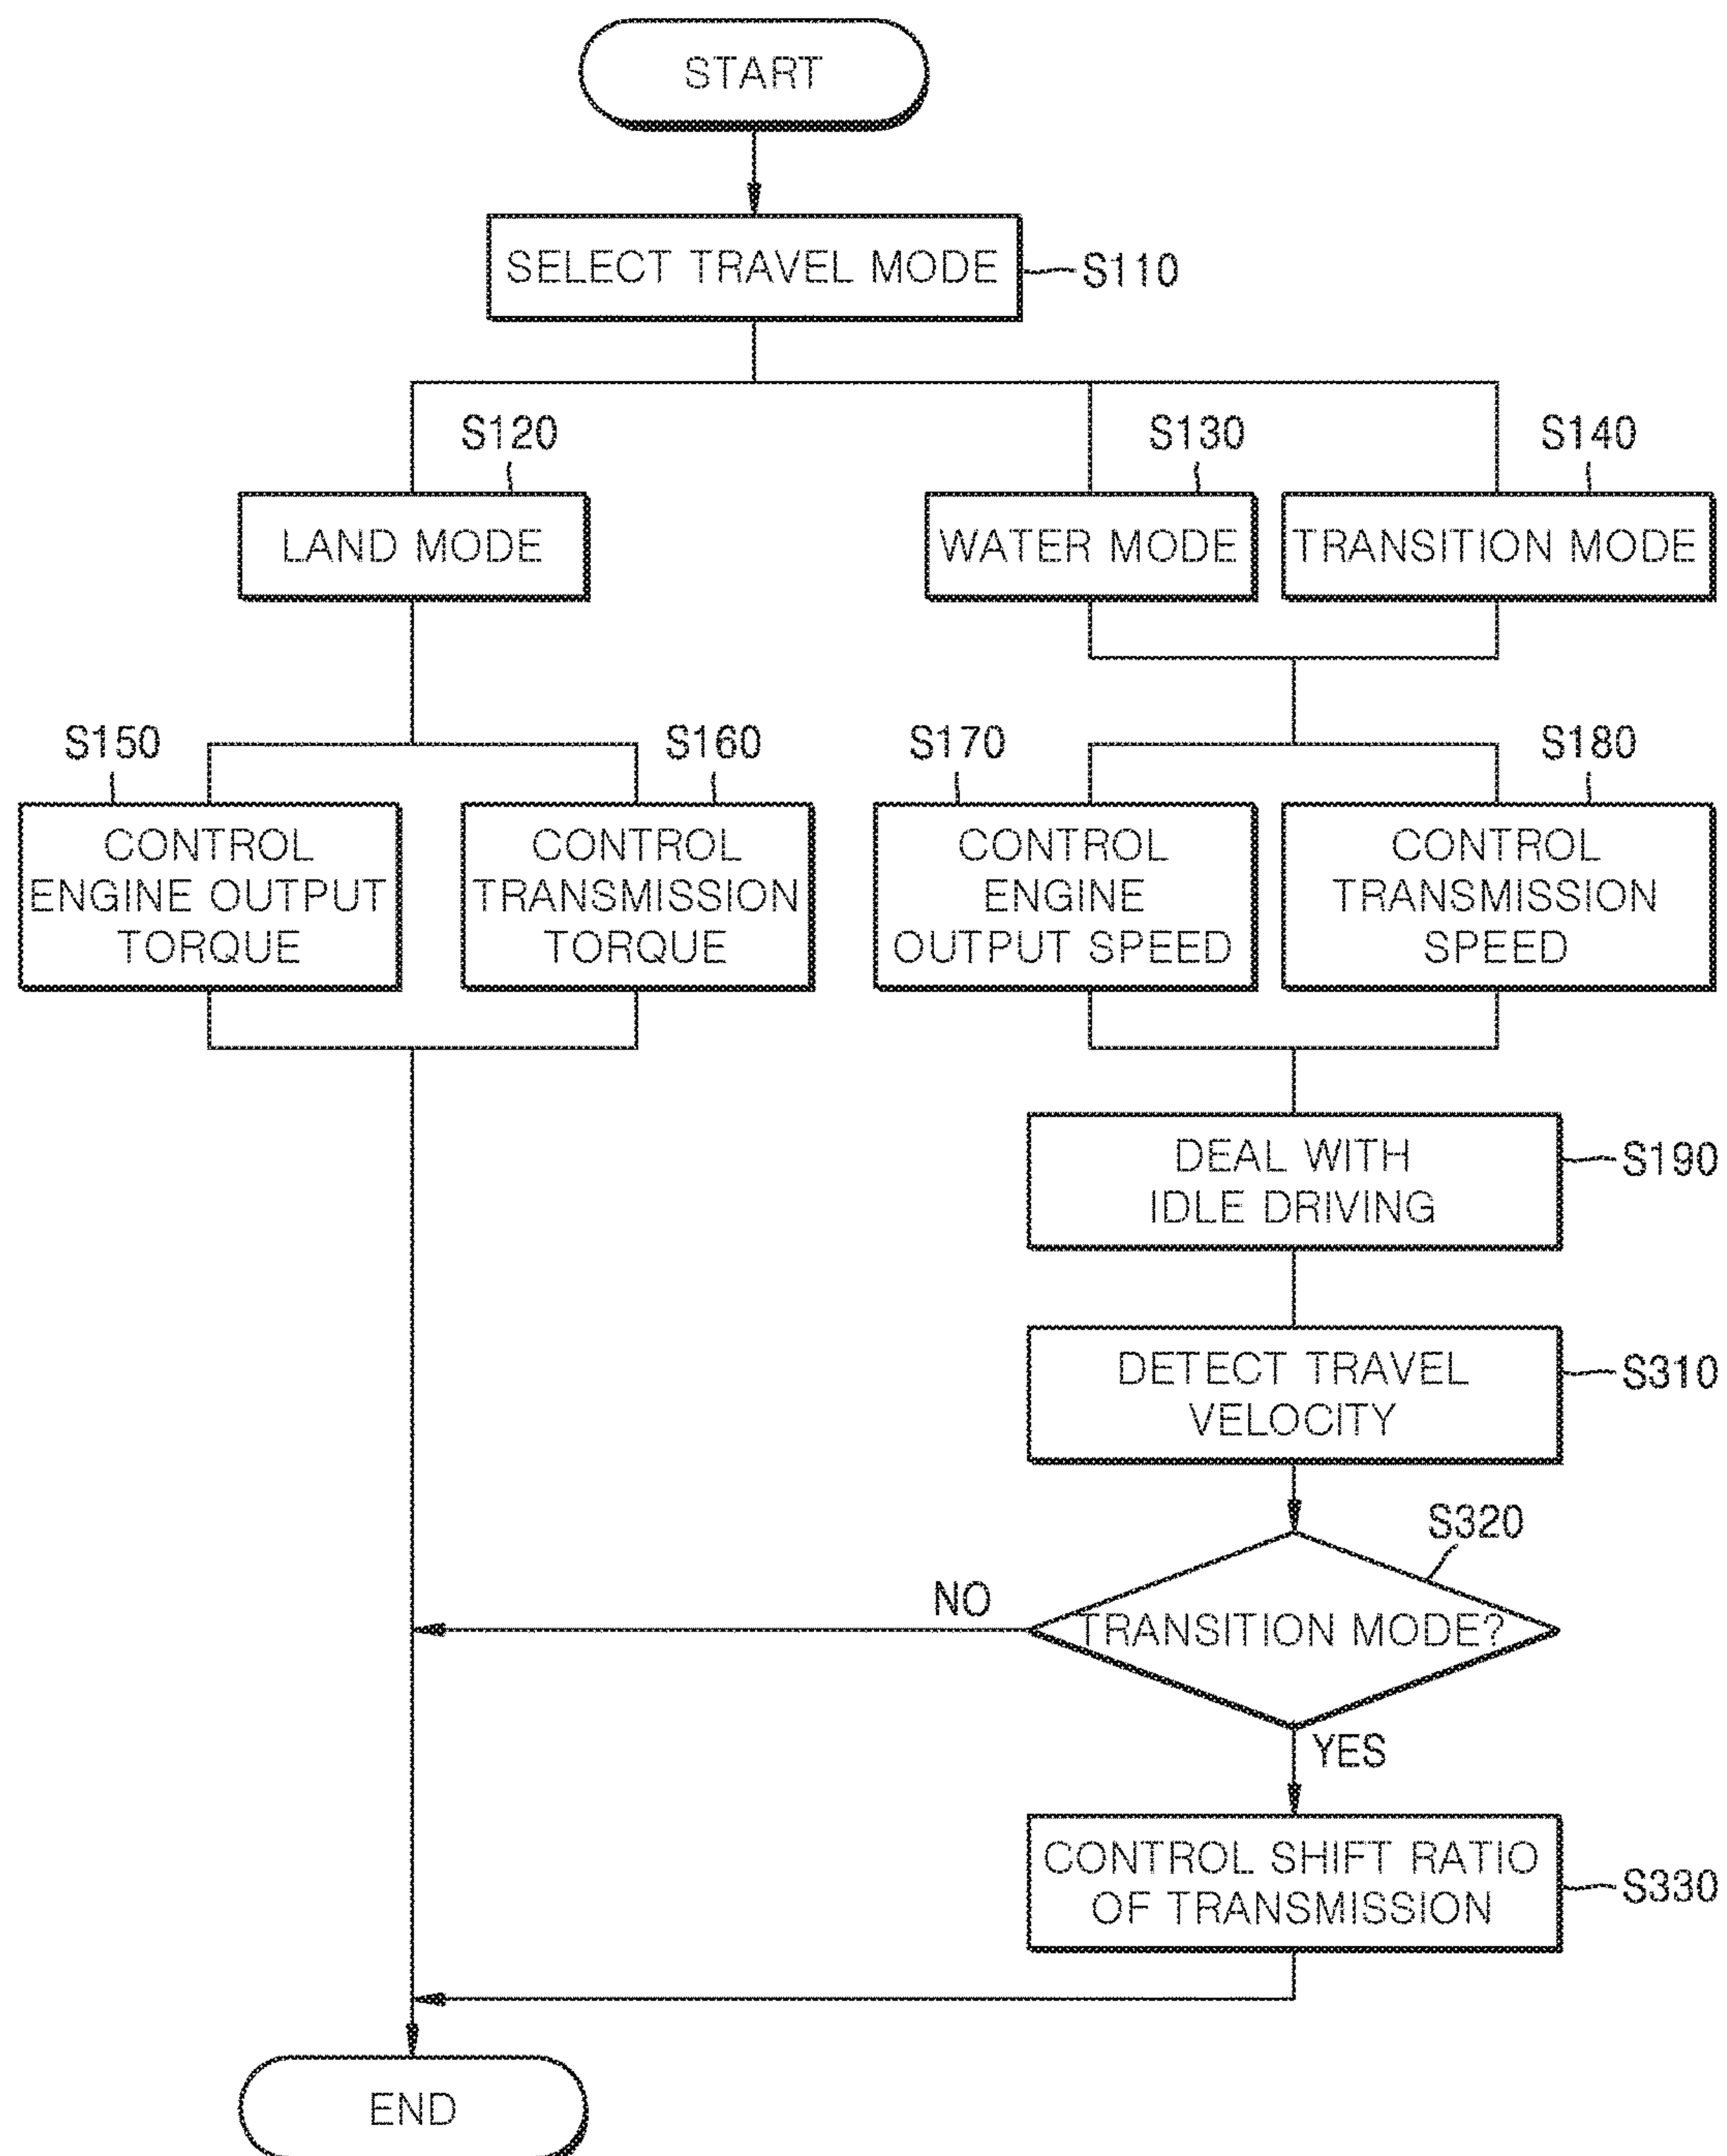 START
SELECT TRAVEL MODE
S110
S120
S130
S140
LAND MODE
WATER MODE
TRANSITION MODE
S150
S160
S170
S180
CONTROL
ENGINE OUTPUT
TORQUE
CONTROL
TRANSMISSION
TORQUE
CONTROL
ENGINE
OUTPUT SPEED
CONTROL
TRANSMISSION
SPEED
DEAL WITH
IDLE DRIVING
S190
DETECT TRAVEL
VELOCITY
S310
S320
NO
TRANSITION MODE?
YES
CONTROL SHIFT RATIO
OF TRANSMISSION
S330
END